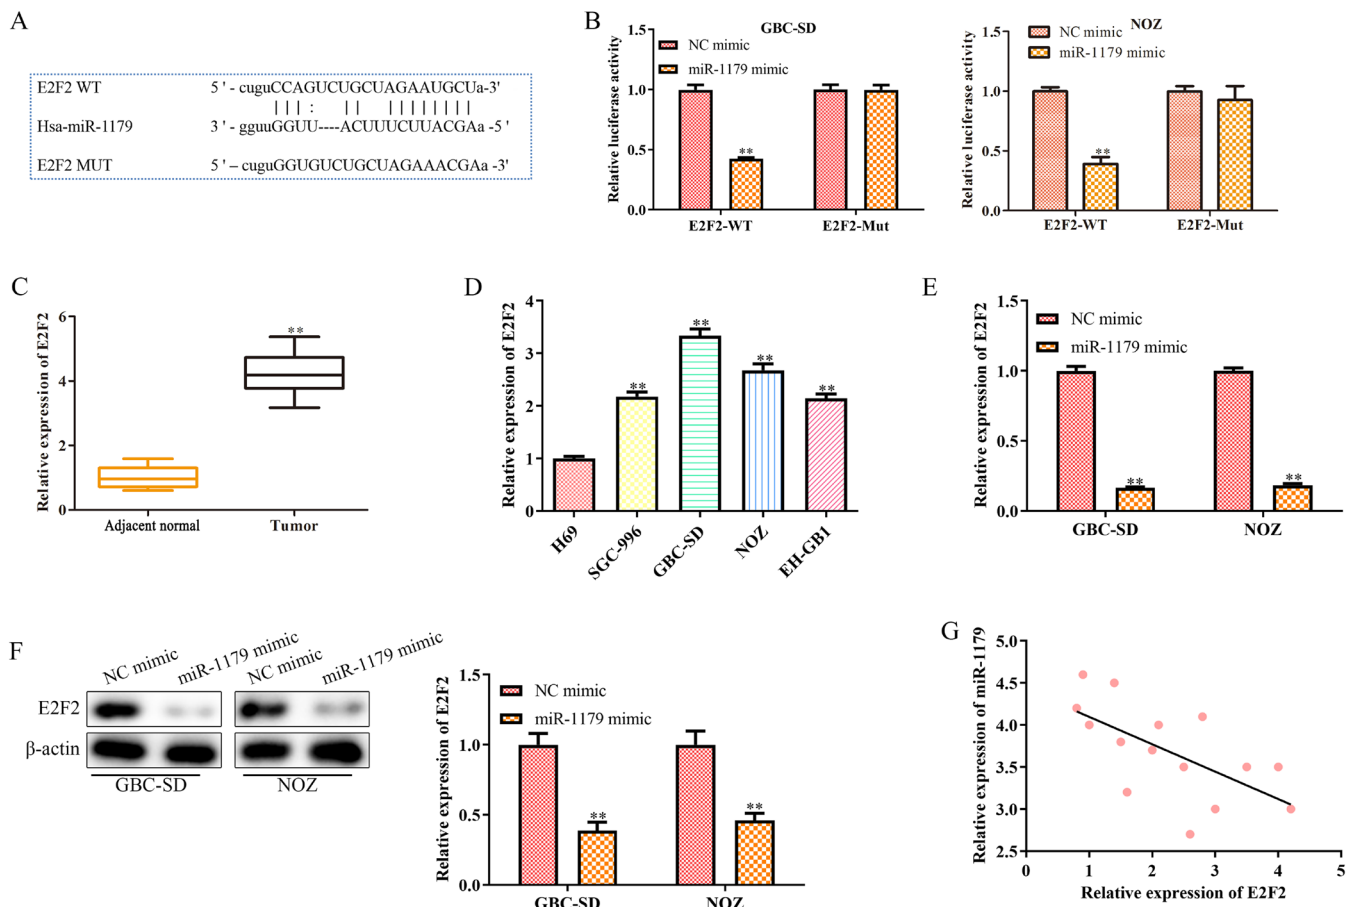 A
E2F2 WT 5 ' - cuguCCAGUCUGCUAGAAUGCUa-3'
Hsa-miR-1179 3 ' - gguuGGUU----ACUUUCUUACGAa -5 '
E2F2 MUT 5 ' – cuguGGUGUCUGCUAGAAACGAa -3'
B
GBC-SD
NC mimic
miR-1179 mimic
Relative luciferase activity
1.5
1.0
0.5
0.0
**
E2F2-WT E2F2-Mut
NOZ
NC mimic
miR-1179 mimic
Relative luciferase activity
1.5
1.0
0.5
0.0
**
E2F2-WT E2F2-Mut
C
Relative expression of E2F2
6
4
2
0
**
Adjacent normal Tumor
D
Relative expression of E2F2
4
3
2
1
0
** ** ** **
H69 SGC-996 GBC-SD NOZ EH-GB1
E
Relative expression of E2F2
1.5
1.0
0.5
0.0
NC mimic
miR-1179 mimic
** **
GBC-SD NOZ
F
NC mimic miR-1179 mimic NC mimic miR-1179 mimic
E2F2
β-actin
GBC-SD NOZ
Relative expression of E2F2
1.5
1.0
0.5
0.0
NC mimic
miR-1179 mimic
** **
GBC-SD NOZ
G
Relative expression of miR-1179
5.0
4.5
4.0
3.5
3.0
2.5
0 1 2 3 4 5
Relative expression of E2F2